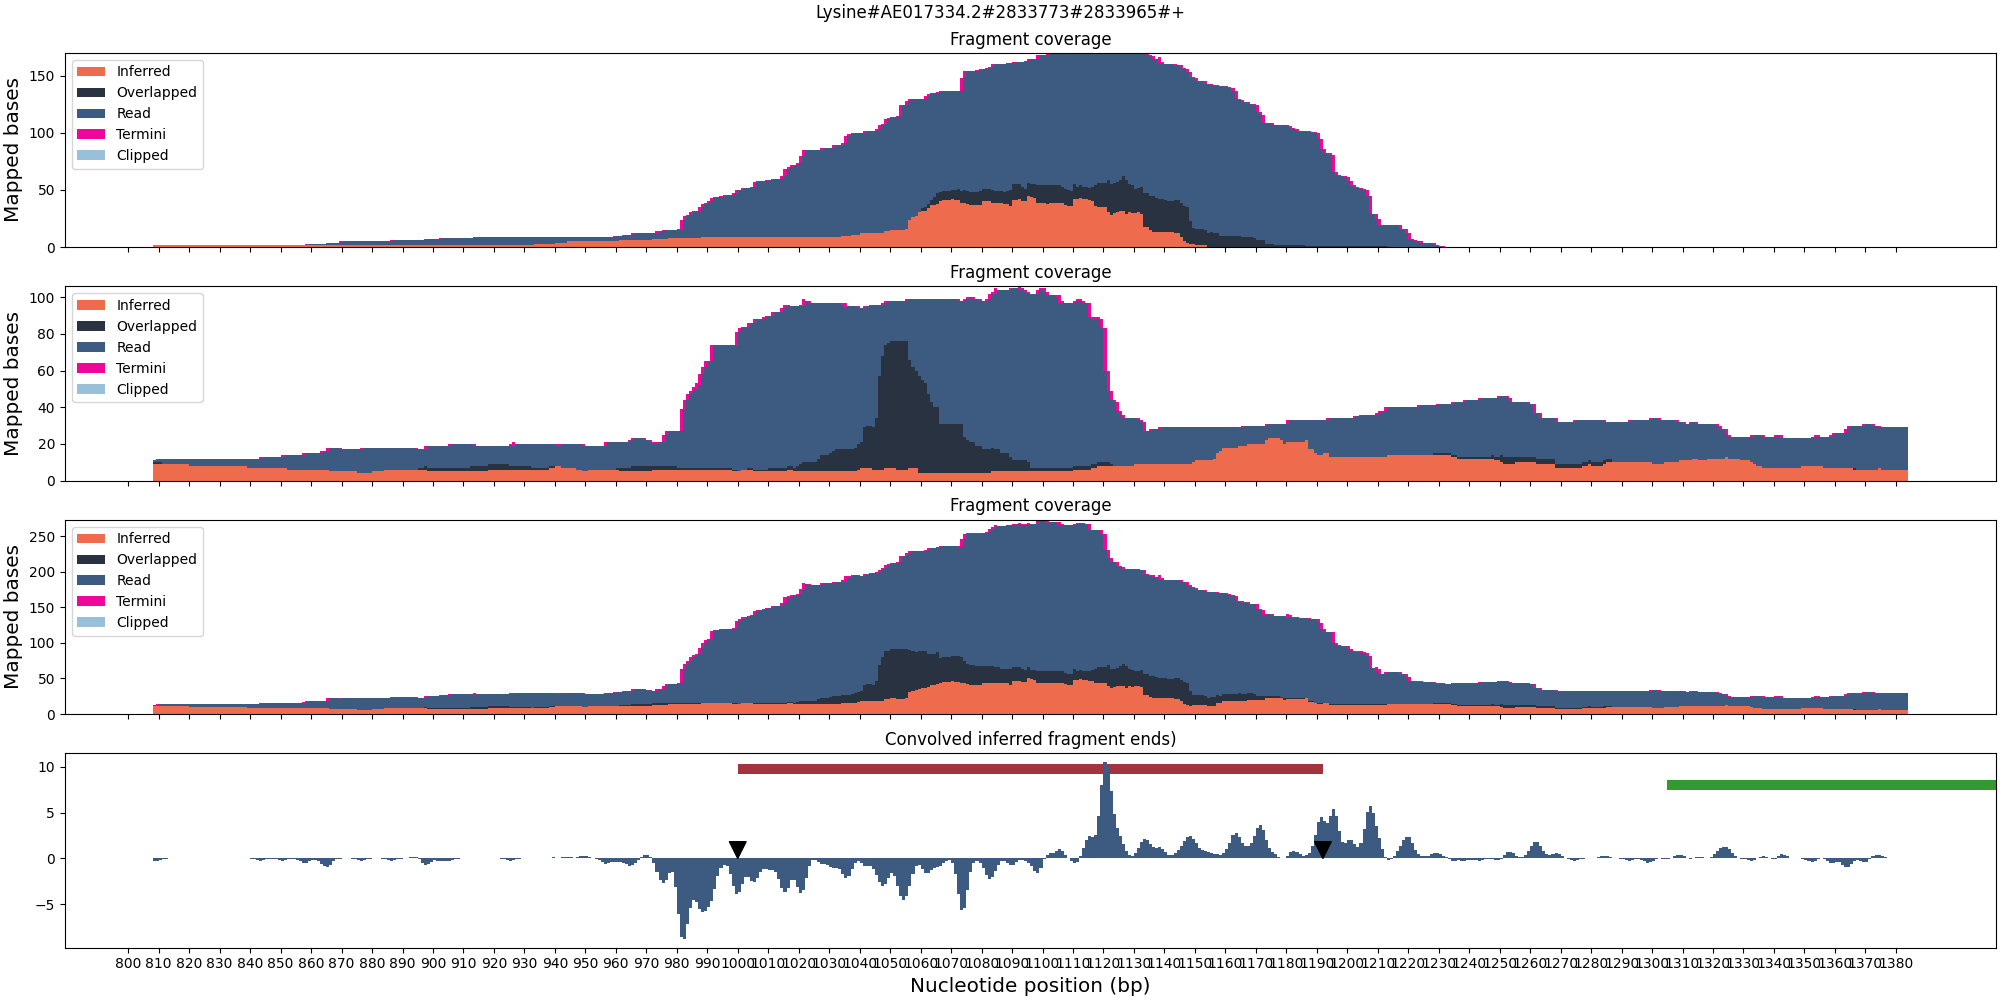 Lysine#AE017334.2#2833773#2833965#+
Fragment coverage
Mapped bases
150
100
50
0
Inferred
Overlapped
Read
Termini
Clipped
Fragment coverage
Mapped bases
100
80
60
40
20
0
Inferred
Overlapped
Read
Termini
Clipped
Fragment coverage
Mapped bases
250
200
150
100
50
0
Inferred
Overlapped
Read
Termini
Clipped
Convolved inferred fragment ends)
10
5
0
−5
800 810 820 830 840 850 860 870 880 890 900 910 920 930 940 950 960 970 980 990 1000 1010 1020 1030 1040 1050 1060 1070 1080 1090 1100 1110 1120 1130 1140 1150 1160 1170 1180 1190 1200 1210 1220 1230 1240 1250 1260 1270 1280 1290 1300 1310 1320 1330 1340 1350 1360 1370 1380
Nucleotide position (bp)